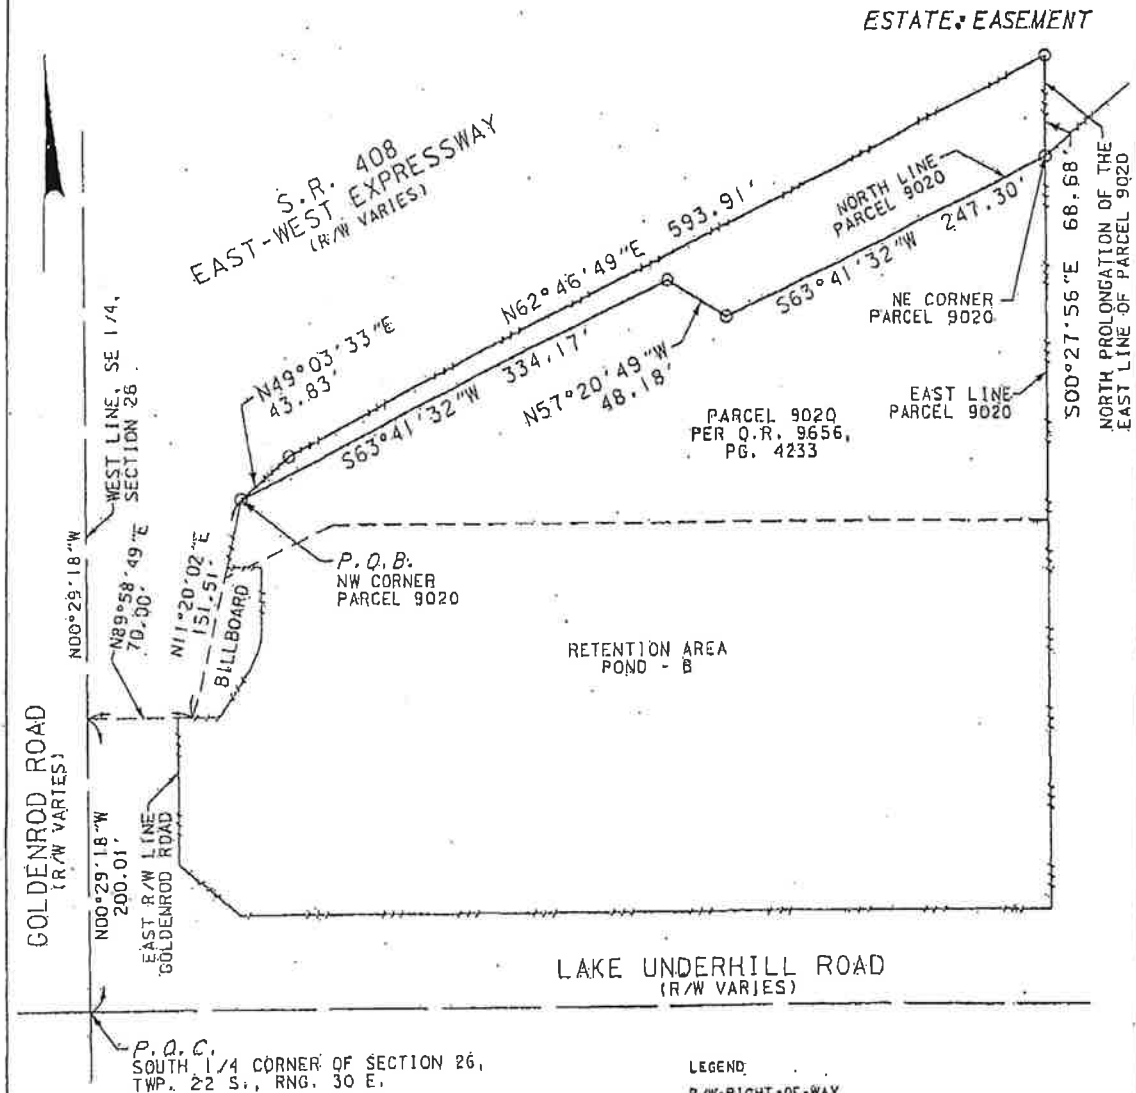 ESTATE: EASEMENT
S.R. 408
EAST-WEST EXPRESSWAY
(R/W VARIES)
N62°46'49"E 593.91'
NORTH LINE
PARCEL 9020
S63°41'32"W 247.30'
NE CORNER
PARCEL 9020
S00°27'56"E 68.68'
NORTH PROLONGATION OF THE
EAST LINE OF PARCEL 9020
EAST LINE
PARCEL 9020
N49°03'33"E
43.83'
S63°41'32"W 334.17'
N57°20'49"W
48.18'
PARCEL 9020
PER O.R. 9656,
PG. 4233
WEST LINE, SE 1/4,
SECTION 26
N00°29'18"W
N89°58'49"E
70.00'
N11°20'02"E
151.51'
BILLBOARD
P.O.B.
NW CORNER
PARCEL 9020
RETENTION AREA
POND - B
GOLDENROD ROAD
(R/W VARIES)
N00°29'18"W
200.01'
EAST R/W LINE
GOLDENROD ROAD
LAKE UNDERHILL ROAD
(R/W VARIES)
P.O.C.
SOUTH 1/4 CORNER OF SECTION 26,
TWP. 22 S., RNG. 30 E.
LEGEND
R/W=RIGHT-OF-WAY